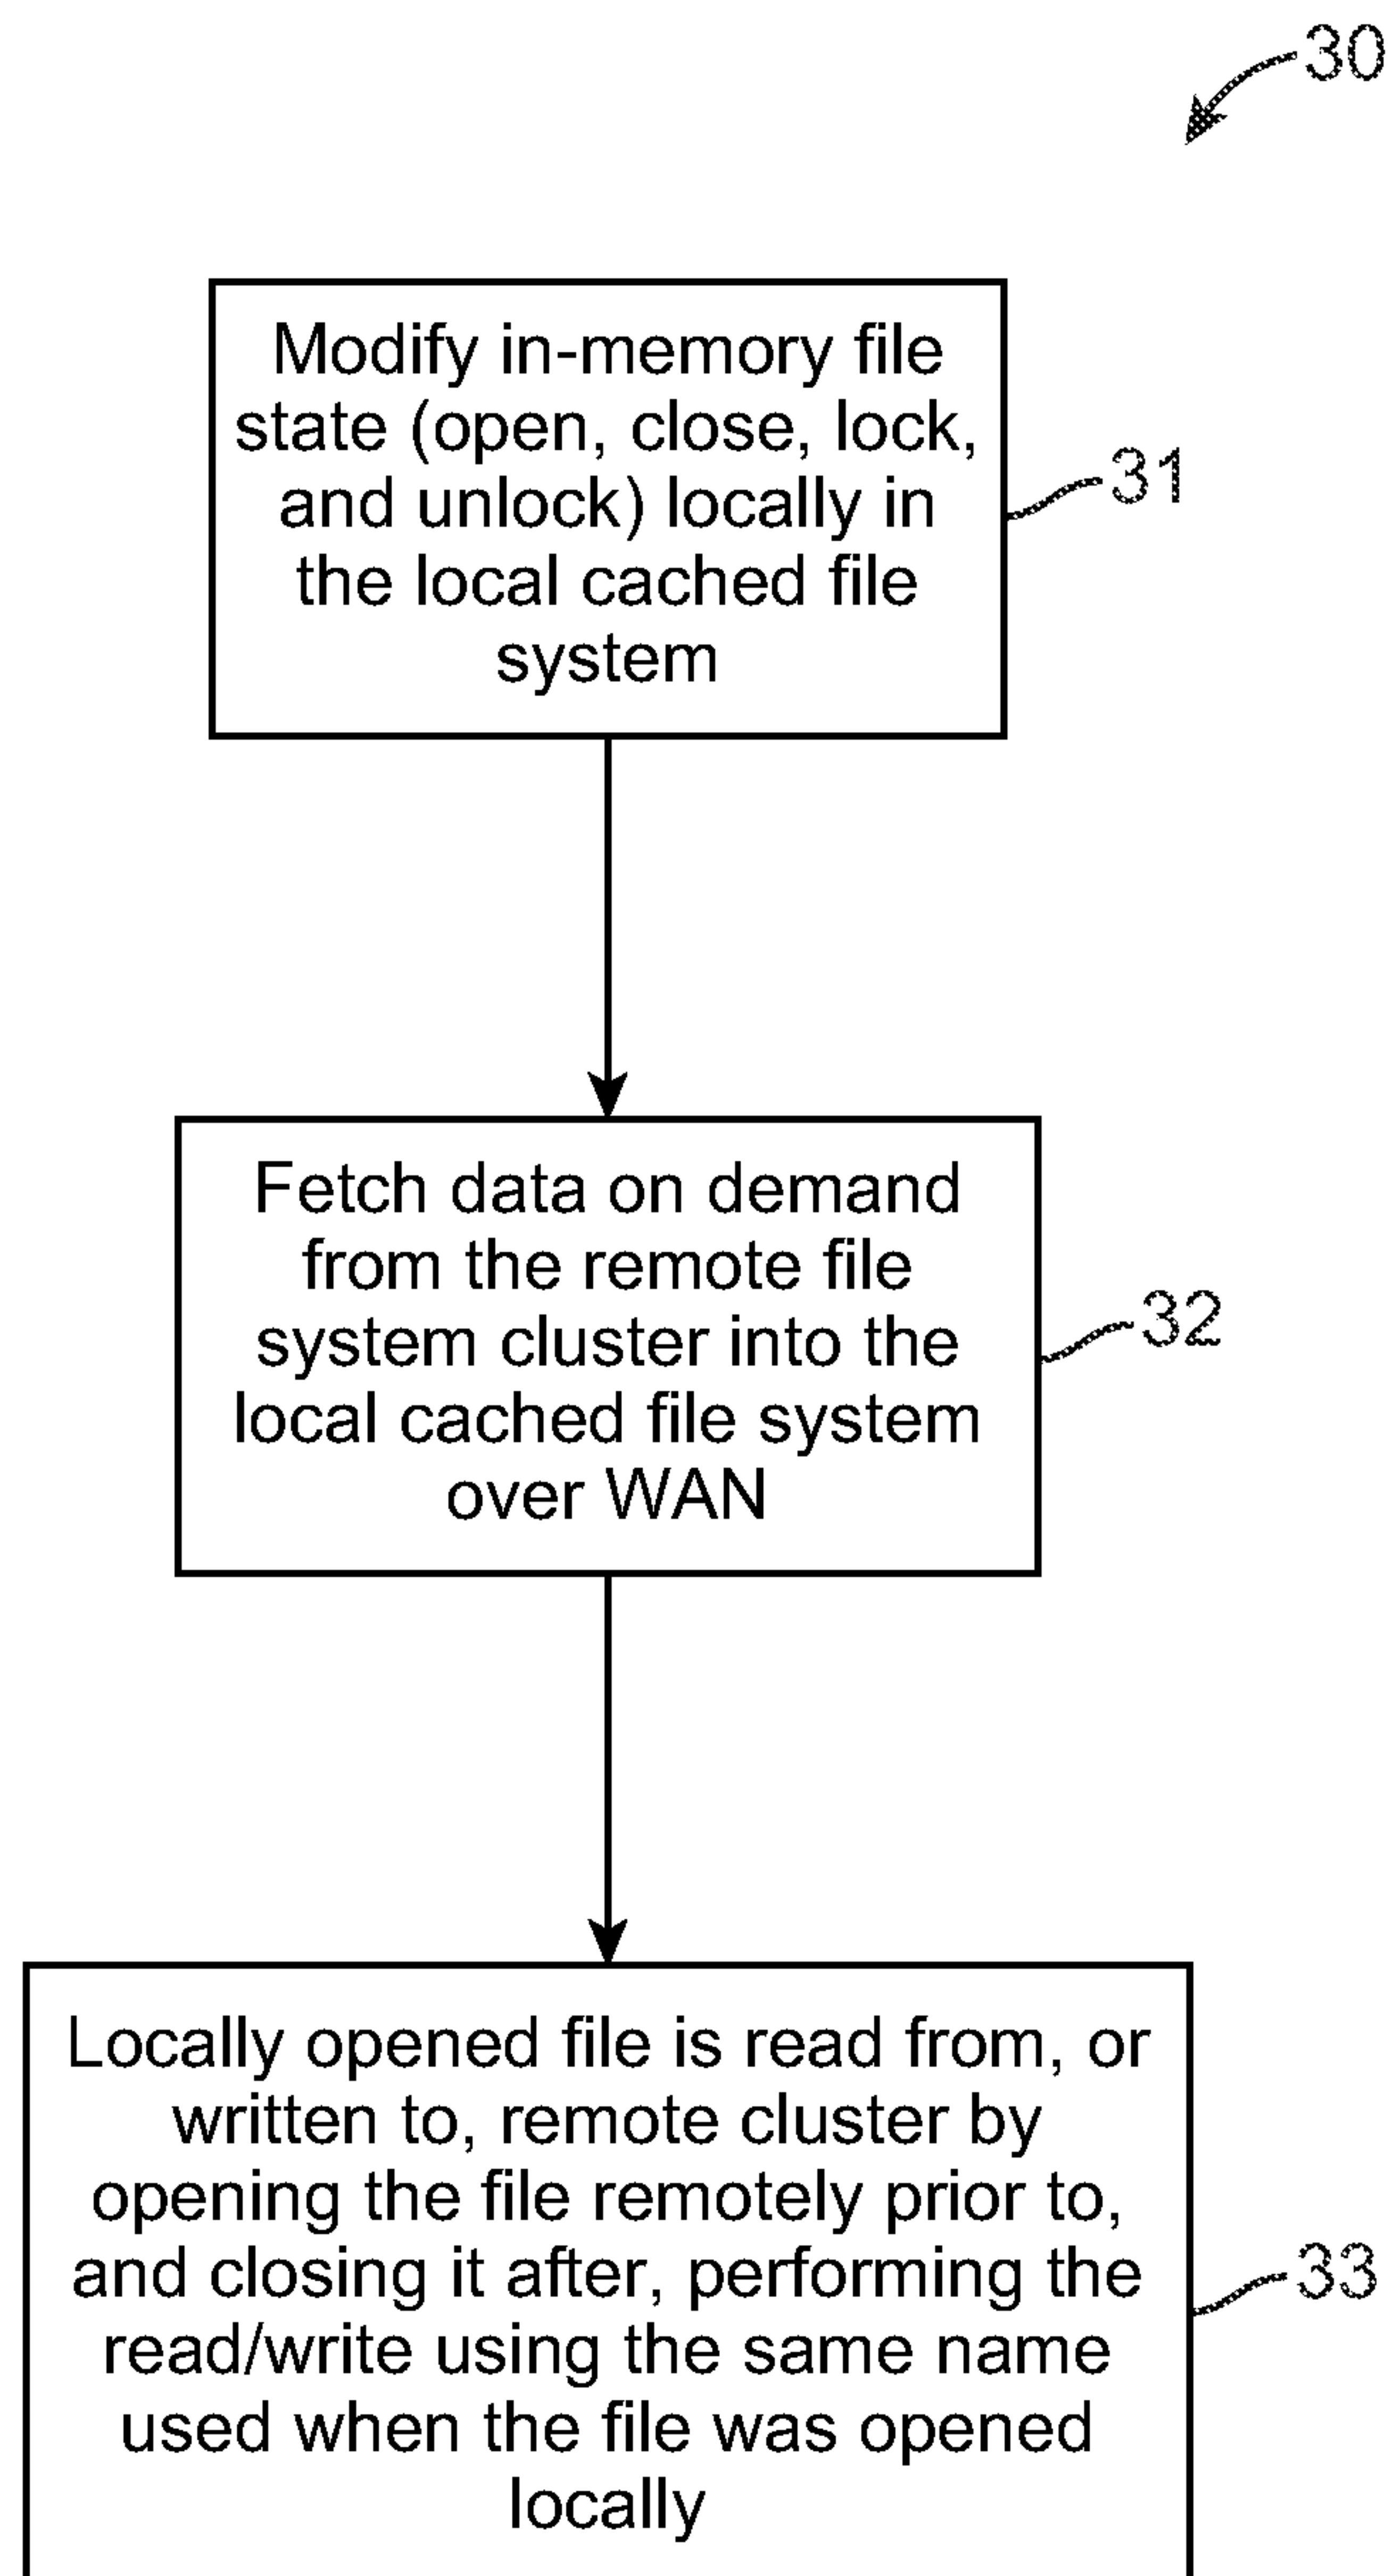 30
Modify in-memory file
state (open, close, lock,
and unlock) locally in
the local cached file
system
31
Fetch data on demand
from the remote file
system cluster into the
local cached file system
over WAN
32
Locally opened file is read from, or
written to, remote cluster by
opening the file remotely prior to,
and closing it after, performing the
read/write using the same name
used when the file was opened
locally
33